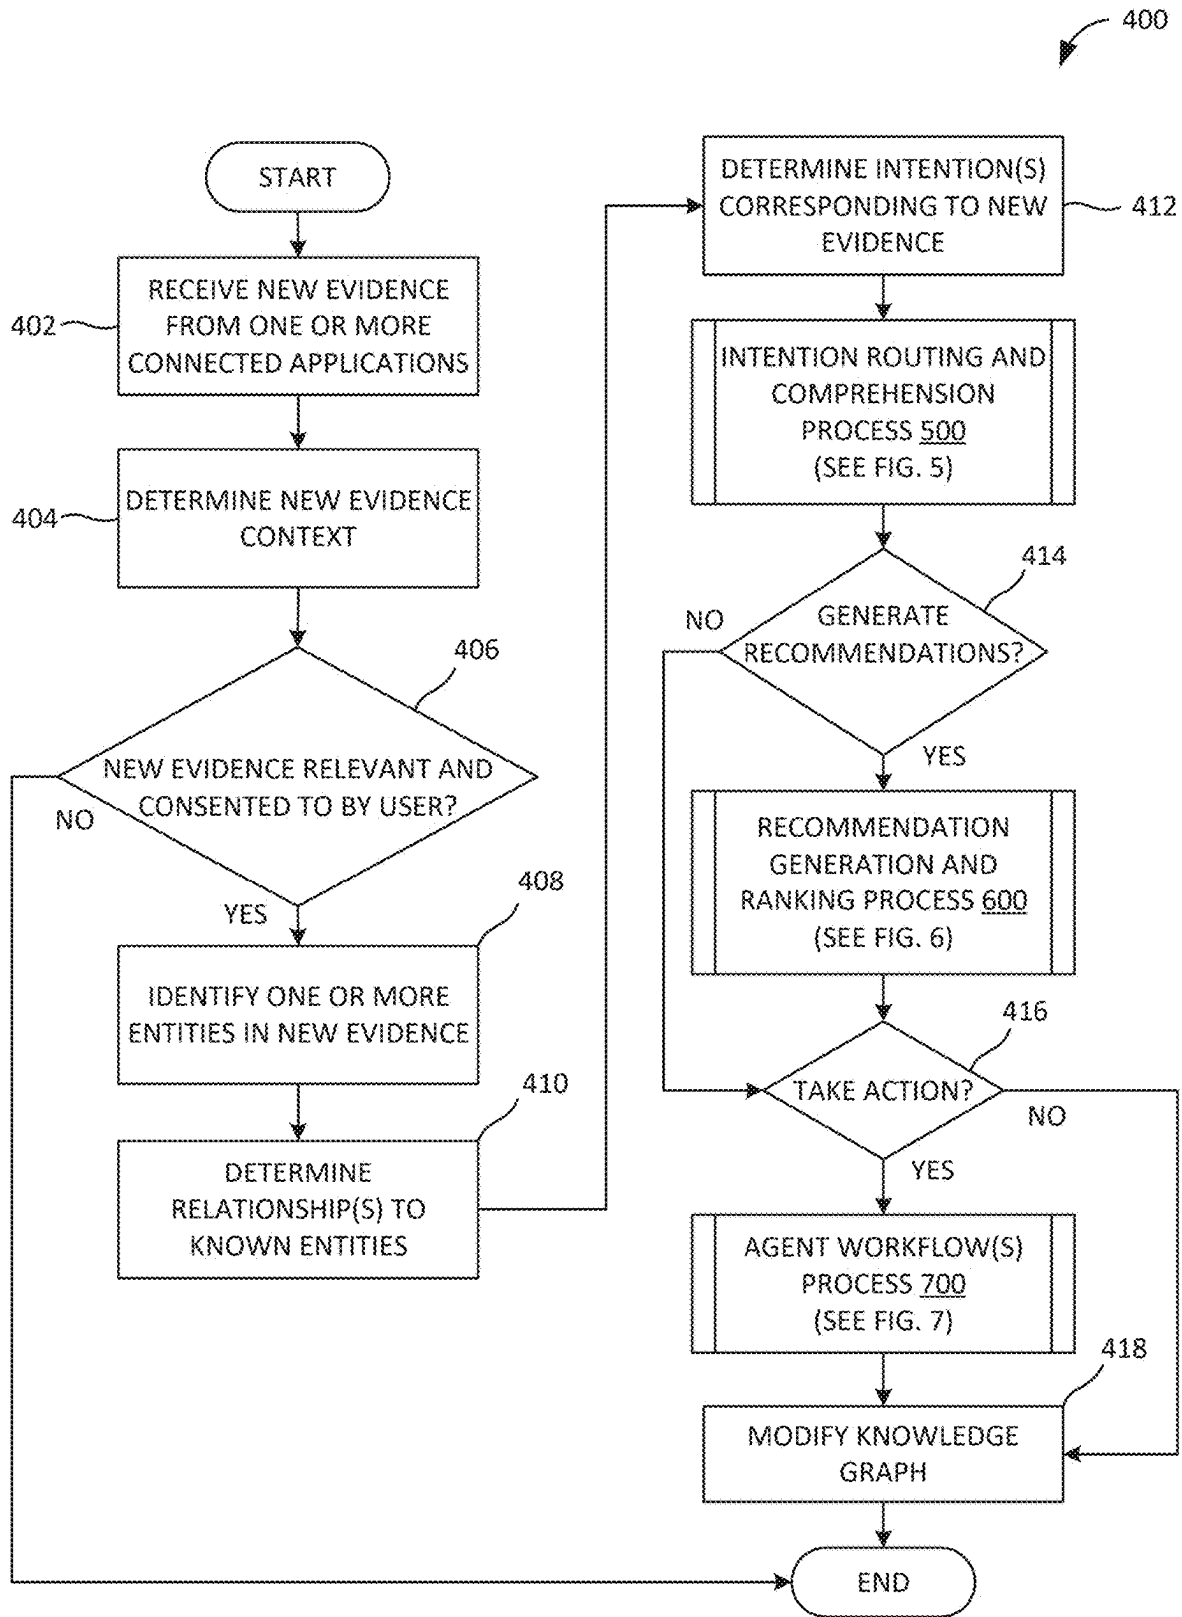 400
START
RECEIVE NEW EVIDENCE
FROM ONE OR MORE
CONNECTED APPLICATIONS
402
DETERMINE NEW EVIDENCE
CONTEXT
404
406
NEW EVIDENCE RELEVANT AND
CONSENTED TO BY USER?
NO
YES
408
IDENTIFY ONE OR MORE
ENTITIES IN NEW EVIDENCE
410
DETERMINE
RELATIONSHIP(S) TO
KNOWN ENTITIES
DETERMINE INTENTION(S)
CORRESPONDING TO NEW
EVIDENCE
412
INTENTION ROUTING AND
COMPREHENSION
PROCESS 500
(SEE FIG. 5)
414
GENERATE
RECOMMENDATIONS?
NO
YES
RECOMMENDATION
GENERATION AND
RANKING PROCESS 600
(SEE FIG. 6)
416
TAKE ACTION?
NO
YES
AGENT WORKFLOW(S)
PROCESS 700
(SEE FIG. 7)
418
MODIFY KNOWLEDGE
GRAPH
END